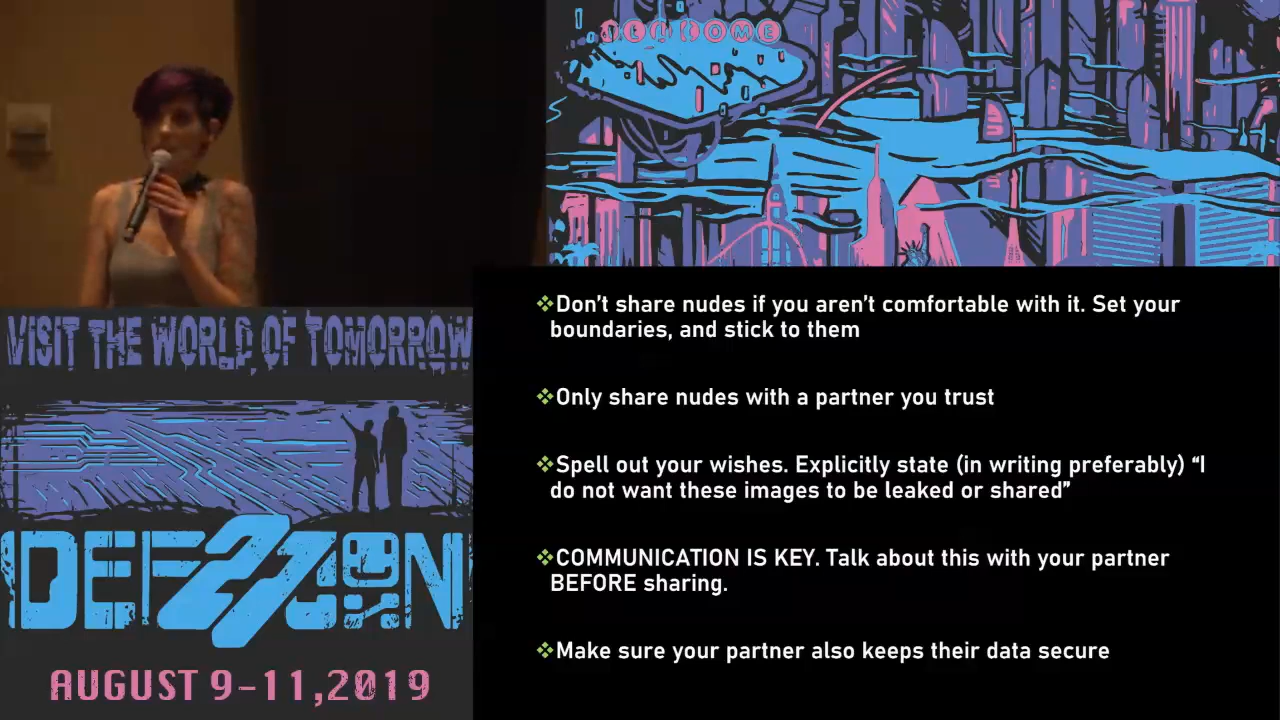 WELCOME
❖Don't share nudes if you aren't comfortable with it. Set your
boundaries, and stick to them
❖Only share nudes with a partner you trust
❖Spell out your wishes. Explicitly state (in writing preferably) “I
do not want these images to be leaked or shared”
❖COMMUNICATION IS KEY. Talk about this with your partner
BEFORE sharing.
❖Make sure your partner also keeps their data secure
VISIT THE WORLD OF TOMORROW
DEF 27 CON
AUGUST 9-11,2019